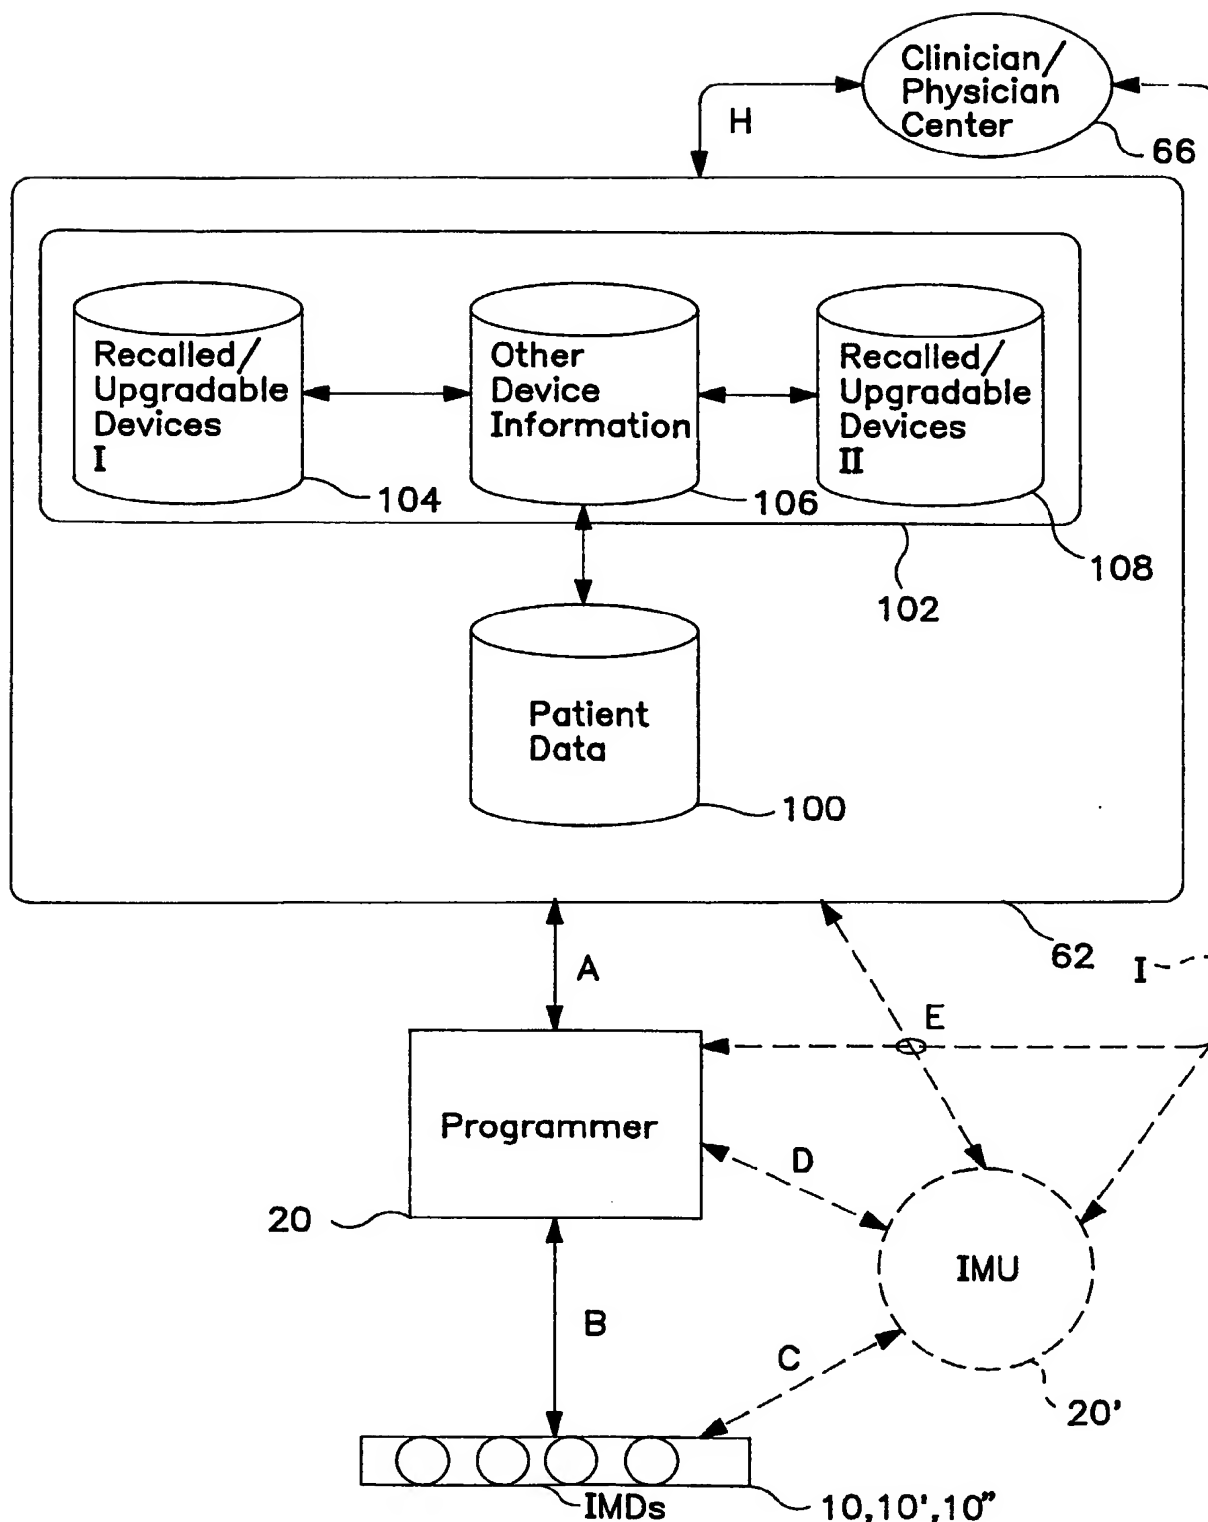 Clinician/
Physician
Center
H
66
Recalled/
Upgradable
Devices
I
Other
Device
Information
Recalled/
Upgradable
Devices
II
104
106
108
102
Patient
Data
100
62
I
A
E
Programmer
D
20
IMU
B
C
20'
IMDs
10,10',10"